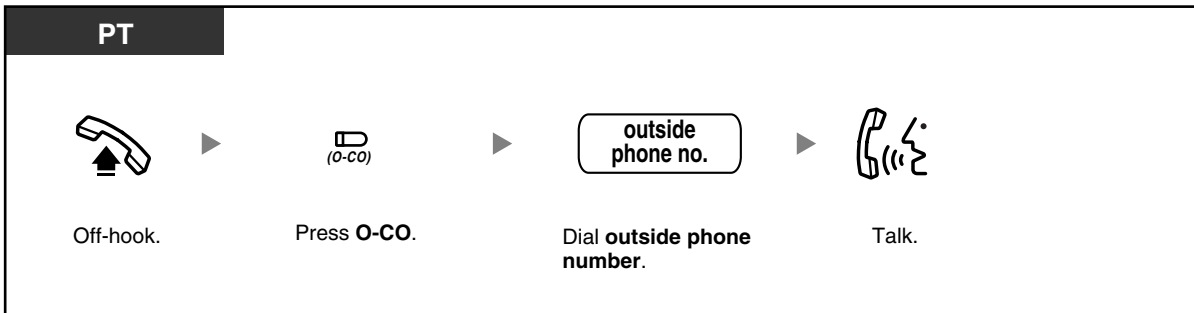 PT
(O-CO)
outside
phone no.
Off-hook.
Press O-CO.
Dial outside phone
number.
Talk.